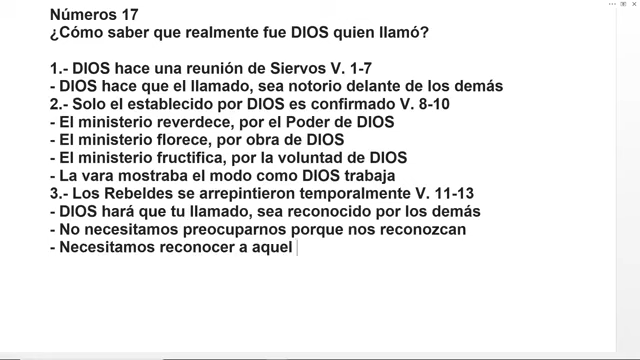 Números 17
¿Cómo saber que realmente fue DIOS quien llamó?
1.- DIOS hace una reunión de Siervos V. 1-7
- DIOS hace que el llamado, sea notorio delante de los demás
2.- Solo el establecido por DIOS es confirmado V. 8-10
- El ministerio reverdece, por el Poder de DIOS
- El ministerio florece, por obra de DIOS
- El ministerio fructifica, por la voluntad de DIOS
- La vara mostraba el modo como DIOS trabaja
3.- Los Rebeldes se arrepintieron temporalmente V. 11-13
- DIOS hará que tu llamado, sea reconocido por los demás
- No necesitamos preocuparnos porque nos reconozcan
- Necesitamos reconocer a aquel